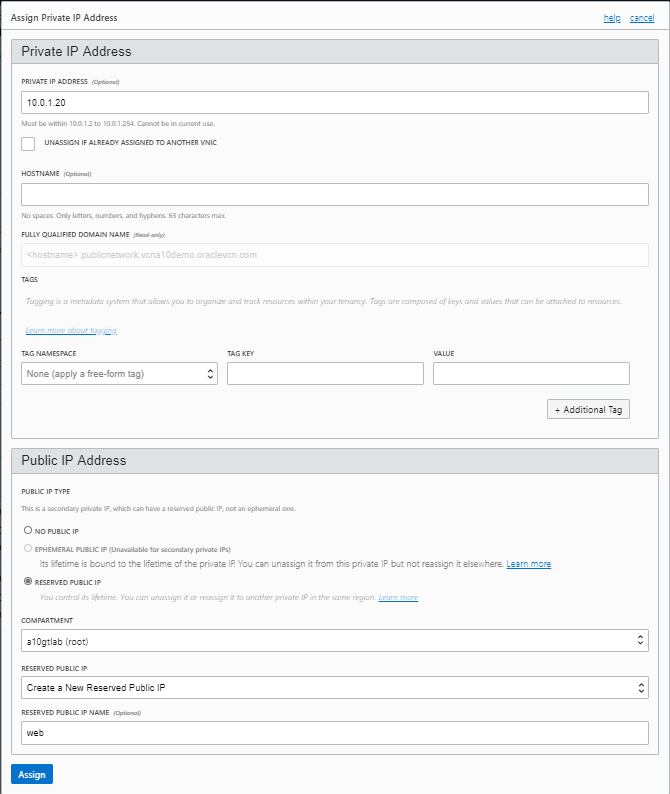 Assign Private IP Address help cancel
Private IP Address
PRIVATE IP ADDRESS (Optional)
10.0.1.20
Must be within 10.0.1.2 to 10.0.1.254. Cannot be in current use.
UNASSIGN IF ALREADY ASSIGNED TO ANOTHER VNIC
HOSTNAME (Optional)
No spaces. Only letters, numbers, and hyphens. 63 characters max.
FULLY QUALIFIED DOMAIN NAME (Read-only)
<hostname>.publicnetwork.vcna10demo.oraclevcn.com
TAGS
Tagging is a metadata system that allows you to organize and track resources within your tenancy. Tags are composed of keys and values that can be attached to resources.
Learn more about tagging
TAG NAMESPACE TAG KEY VALUE
None (apply a free-form tag)
+ Additional Tag
Public IP Address
PUBLIC IP TYPE
This is a secondary private IP, which can have a reserved public IP, not an ephemeral one.
NO PUBLIC IP
EPHEMERAL PUBLIC IP (Unavailable for secondary private IPs)
Its lifetime is bound to the lifetime of the private IP. You can unassign it from this private IP but not reassign it elsewhere. Learn more
RESERVED PUBLIC IP
You control its lifetime. You can unassign it or reassign it to another private IP in the same region. Learn more
COMPARTMENT
a10gtlab (root)
RESERVED PUBLIC IP
Create a New Reserved Public IP
RESERVED PUBLIC IP NAME (Optional)
web
Assign